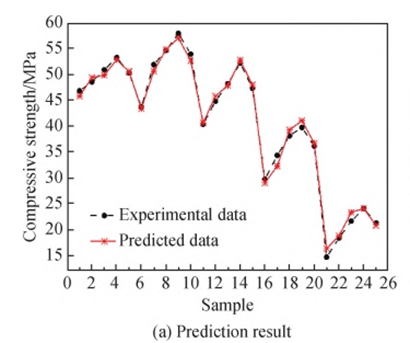 60
55
50
45
40
35
30
25
20
15
Compressive strength/MPa
Experimental data
Predicted data
0 2 4 6 8 10 12 14 16 18 20 22 24 26
Sample
(a) Prediction result